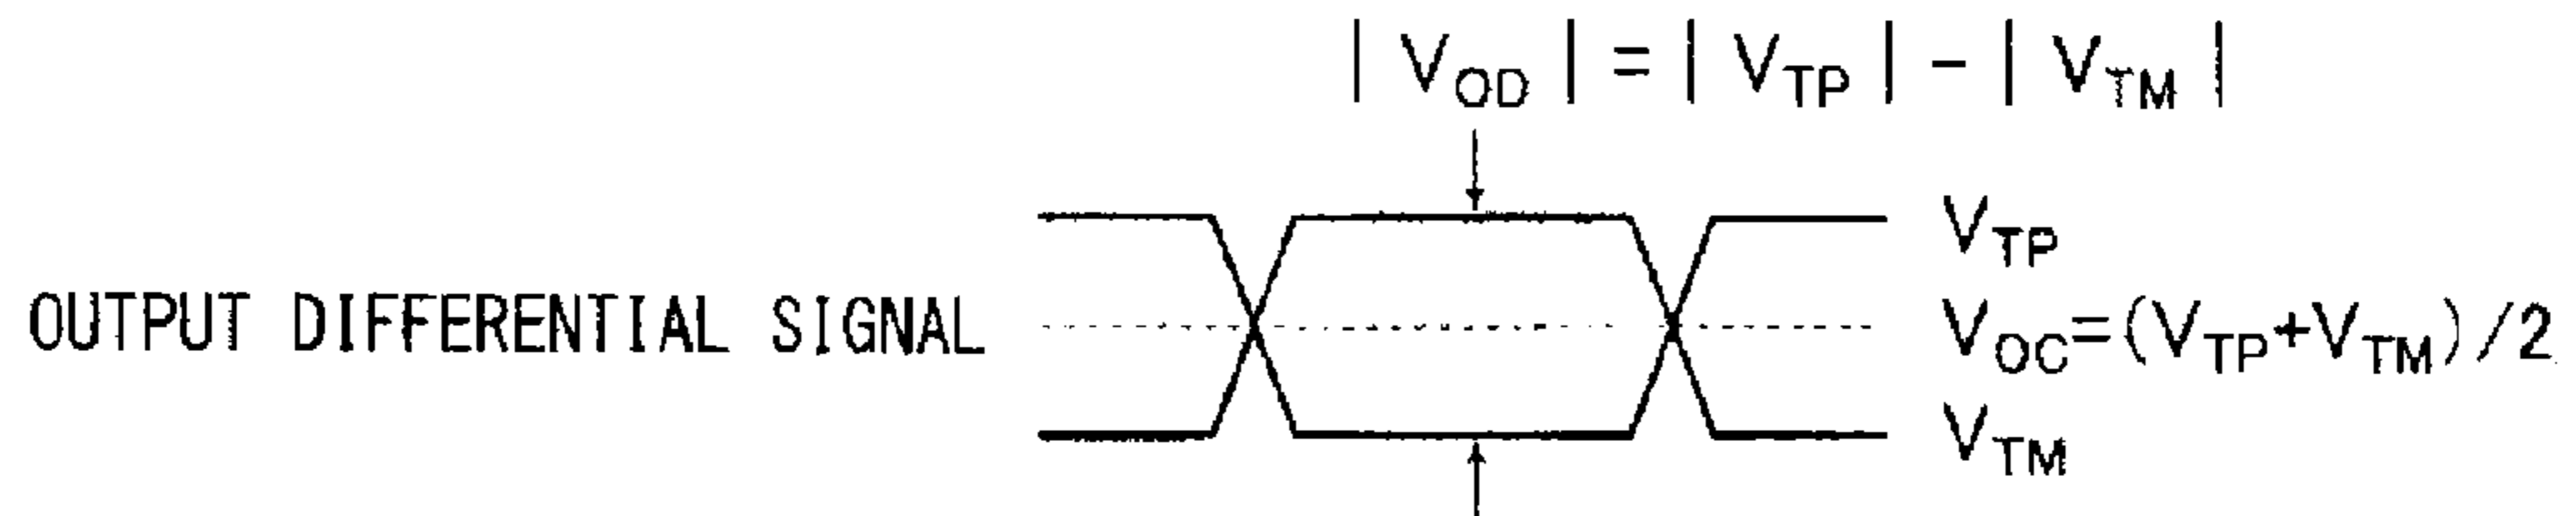 | V_OD | = | V_TP | - | V_TM |
V_TP
OUTPUT DIFFERENTIAL SIGNAL V_OC=(V_TP+V_TM)/2
V_TM